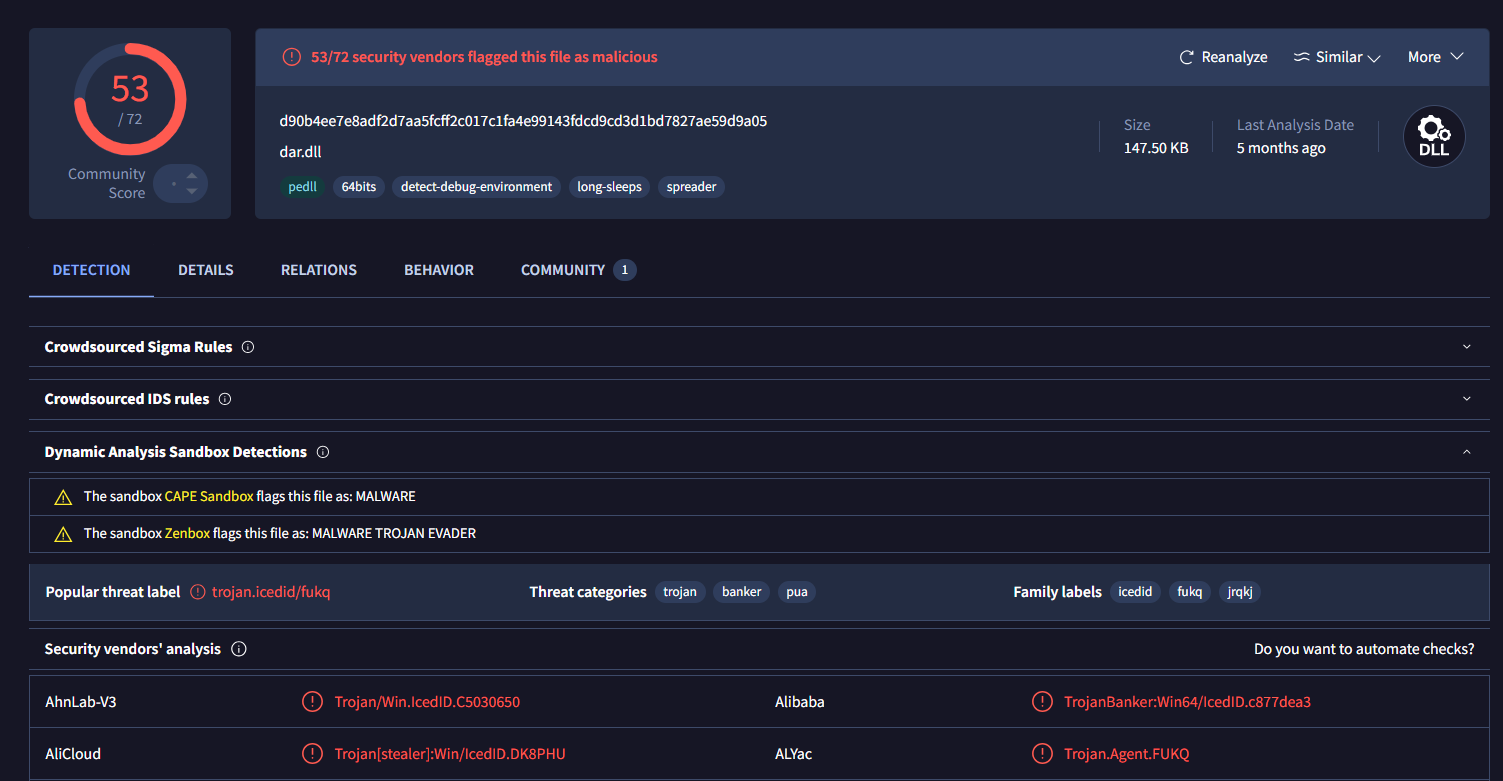 53
/ 72
Community
Score
53/72 security vendors flagged this file as malicious
Reanalyze
Similar
More
d90b4ee7e8adf2d7aa5fcff2c017c1fa4e99143fdcd9cd3d1bd7827ae59d9a05
dar.dll
pedll
64bits
detect-debug-environment
long-sleeps
spreader
Size
147.50 KB
Last Analysis Date
5 months ago
DLL
DETECTION
DETAILS
RELATIONS
BEHAVIOR
COMMUNITY 1
Crowdsourced Sigma Rules
Crowdsourced IDS rules
Dynamic Analysis Sandbox Detections
The sandbox CAPE Sandbox flags this file as: MALWARE
The sandbox Zenbox flags this file as: MALWARE TROJAN EVADER
Popular threat label trojan.icedid/fukq
Threat categories trojan banker pua
Family labels icedid fukq jrqkj
Security vendors' analysis
Do you want to automate checks?
AhnLab-V3
Trojan/Win.IcedID.C5030650
Alibaba
TrojanBanker:Win64/IcedID.c877dea3
AliCloud
Trojan[stealer]:Win/IcedID.DK8PHU
ALYac
Trojan.Agent.FUKQ